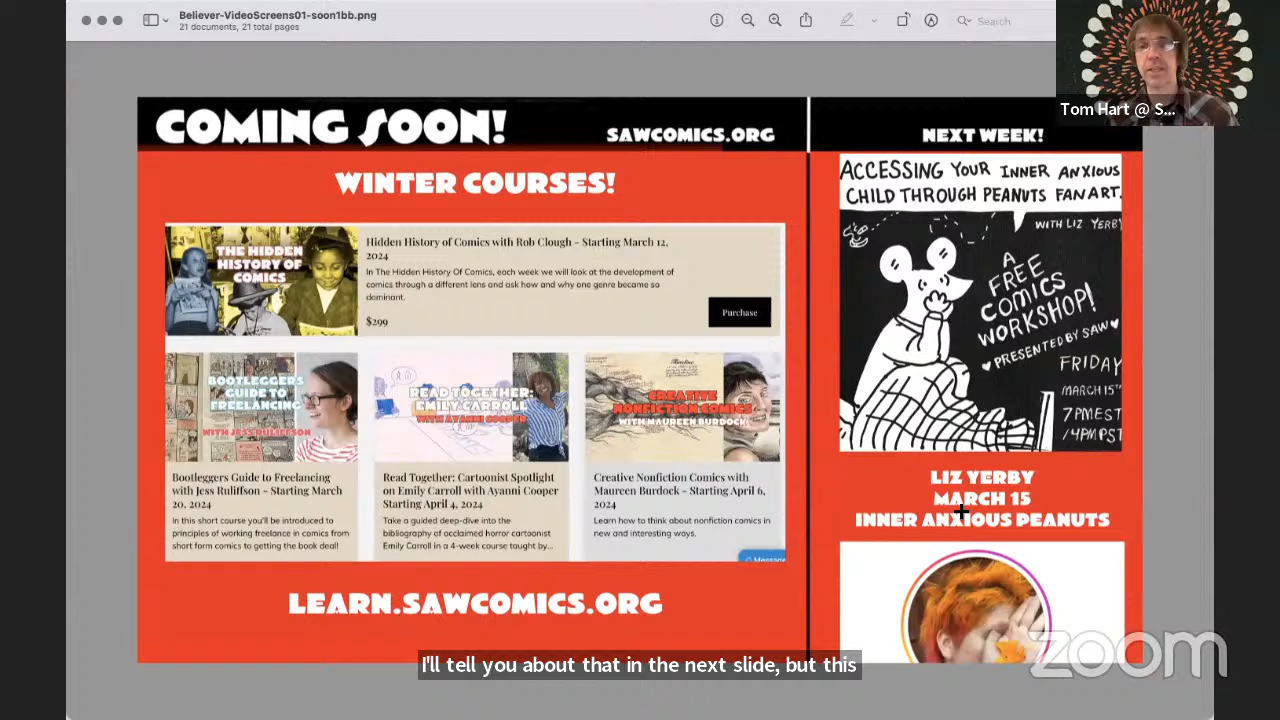 Believer-VideoScreens01-soon1bb.png
21 documents, 21 total pages
Search
Tom Hart @ S...
COMING SOON!
SAWCOMICS.ORG
WINTER COURSES!
THE HIDDEN
HISTORY OF
COMICS
Hidden History of Comics with Rob Clough – Starting March 12,
2024
In The Hidden History Of Comics, each week we will look at the development of
comics through a different lens and ask how and why one genre became so
dominant.
$299
Purchase
BOOTLEGGERS
GUIDE TO
FREELANCING
WITH JESS RULIFFSON
Bootleggers Guide to Freelancing
with Jess Ruliffson – Starting March
20, 2024
In this short course you'll be introduced to
principles of working freelance in comics from
short form comics to getting the book deal!
READ TOGETHER:
EMILY CARROLL
WITH AYANNI COOPER
Read Together: Cartoonist Spotlight
on Emily Carroll with Ayanni Cooper
Starting April 4, 2024
Take a guided deep-dive into the
bibliography of acclaimed horror cartoonist
Emily Carroll in a 4-week course taught by...
CREATIVE
NONFICTION COMICS
WITH MAUREEN BURDOCK
Creative Nonfiction Comics with
Maureen Burdock – Starting April 6,
2024
Learn how to think about nonfiction comics in
new and interesting ways.
Message
LEARN.SAWCOMICS.ORG
NEXT WEEK!
ACCESSING YOUR INNER ANXIOUS
CHILD THROUGH PEANUTS FANART.
WITH LIZ YERBY
A
FREE
COMICS
WORKSHOP!
PRESENTED BY SAW
FRIDAY
MARCH 15TH
7PM EST
/4PM PST
LIZ YERBY
MARCH 15
INNER ANXIOUS PEANUTS
zoom
I'll tell you about that in the next slide, but this